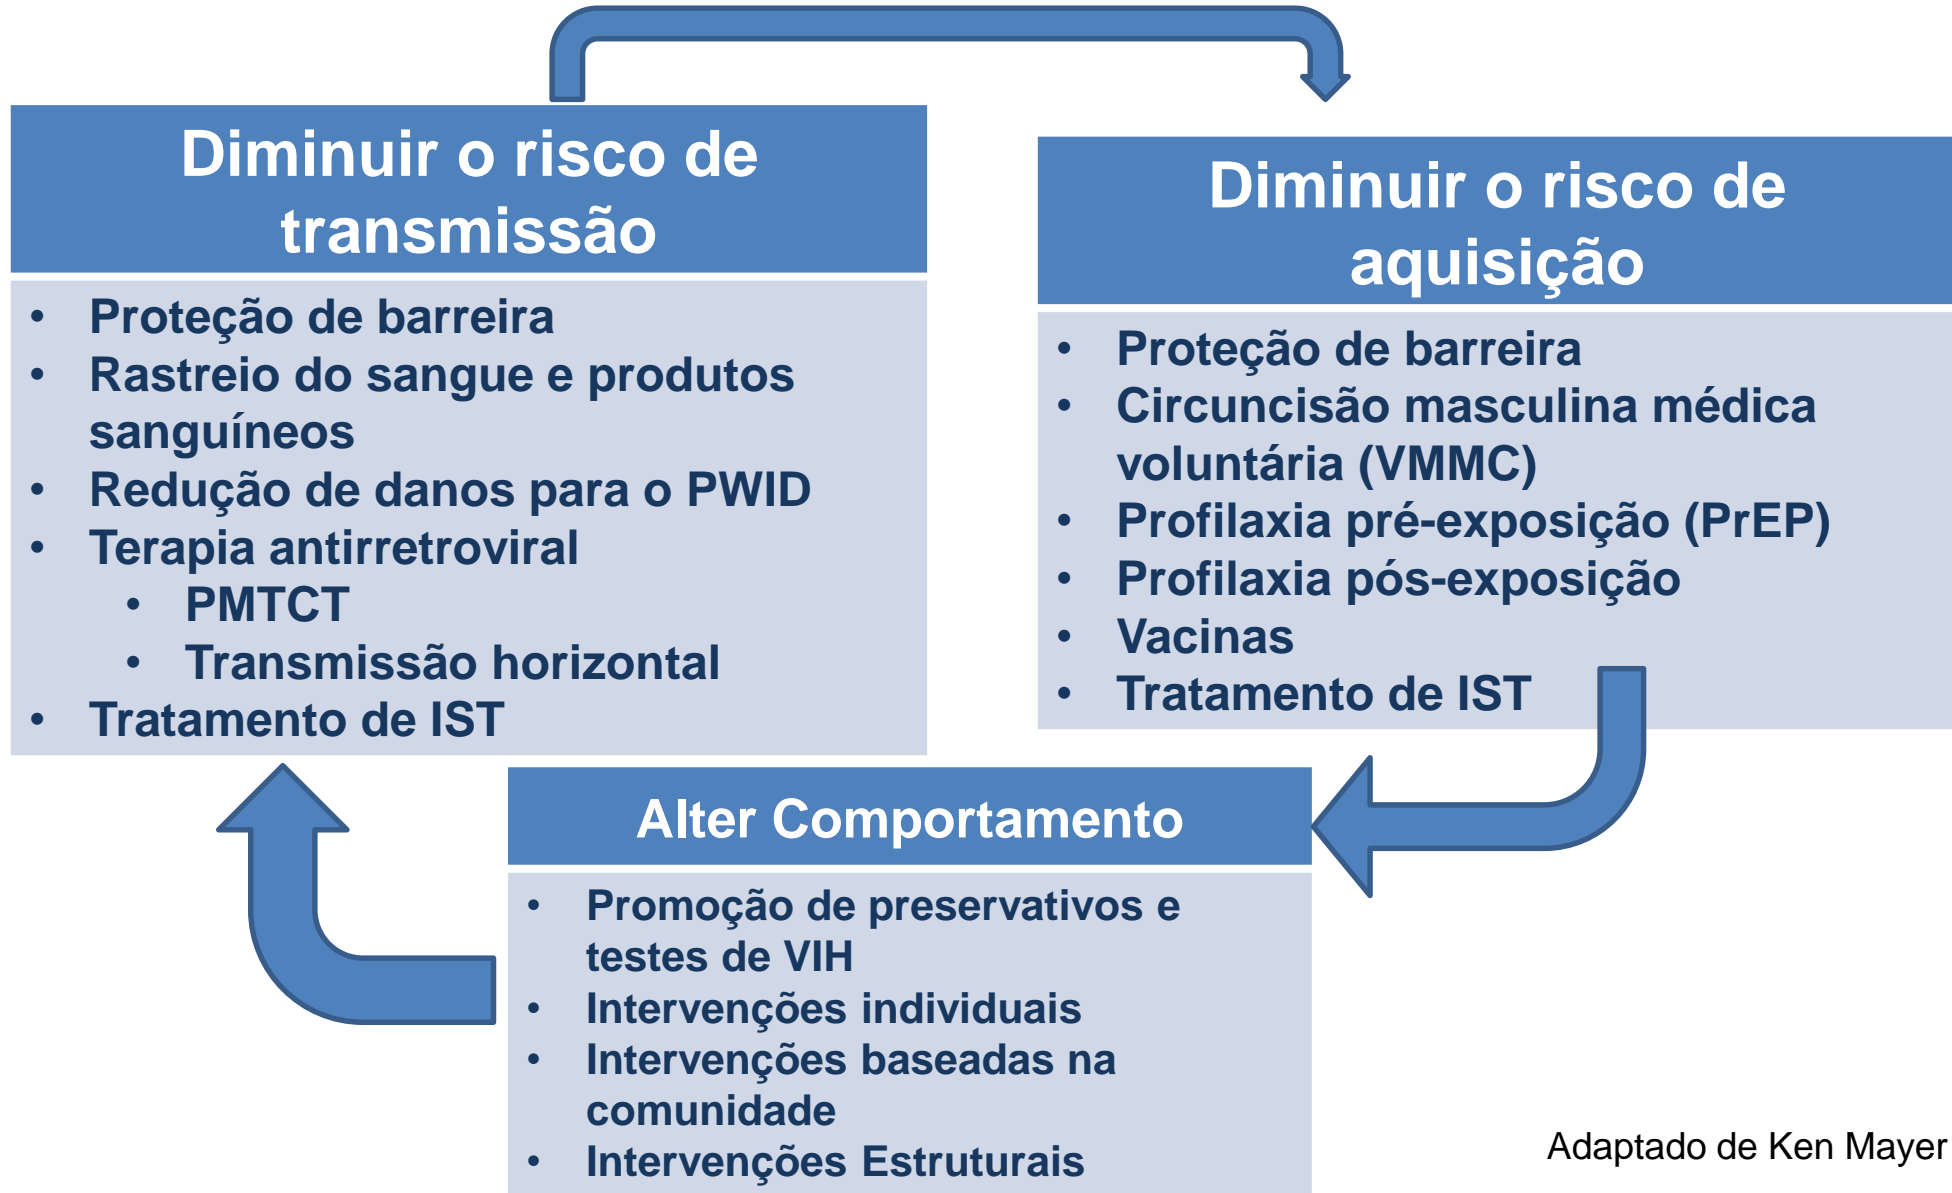 Diminuir o risco de
transmissão
• Proteção de barreira
• Rastreio do sangue e produtos
sanguíneos
• Redução de danos para o PWID
• Terapia antirretroviral
• PMTCT
• Transmissão horizontal
• Tratamento de IST
Diminuir o risco de
aquisição
• Proteção de barreira
• Circuncisão masculina médica
voluntária (VMMC)
• Profilaxia pré-exposição (PrEP)
• Profilaxia pós-exposição
• Vacinas
• Tratamento de IST
Alter Comportamento
• Promoção de preservativos e
testes de VIH
• Intervenções individuais
• Intervenções baseadas na
comunidade
• Intervenções Estruturais
Adaptado de Ken Mayer